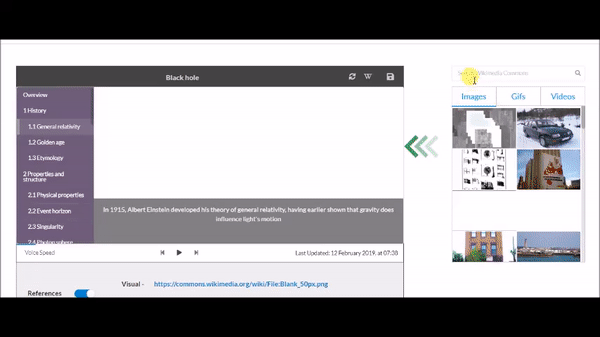 Black hole
W
Overview
1 History
1.1 General relativity
1.2 Golden age
1.3 Etymology
2 Properties and
structure
2.1 Physical properties
2.2 Event horizon
2.3 Singularity
2.4 Photon sphere
In 1915, Albert Einstein developed his theory of general relativity, having earlier shown that gravity does
influence light's motion
Voice Speed
Last Updated: 12 February 2019, at 07:38
References
Visual - https://commons.wikimedia.org/wiki/File:Blank_50px.png
Wikimedia Commons
Images Gifs Videos